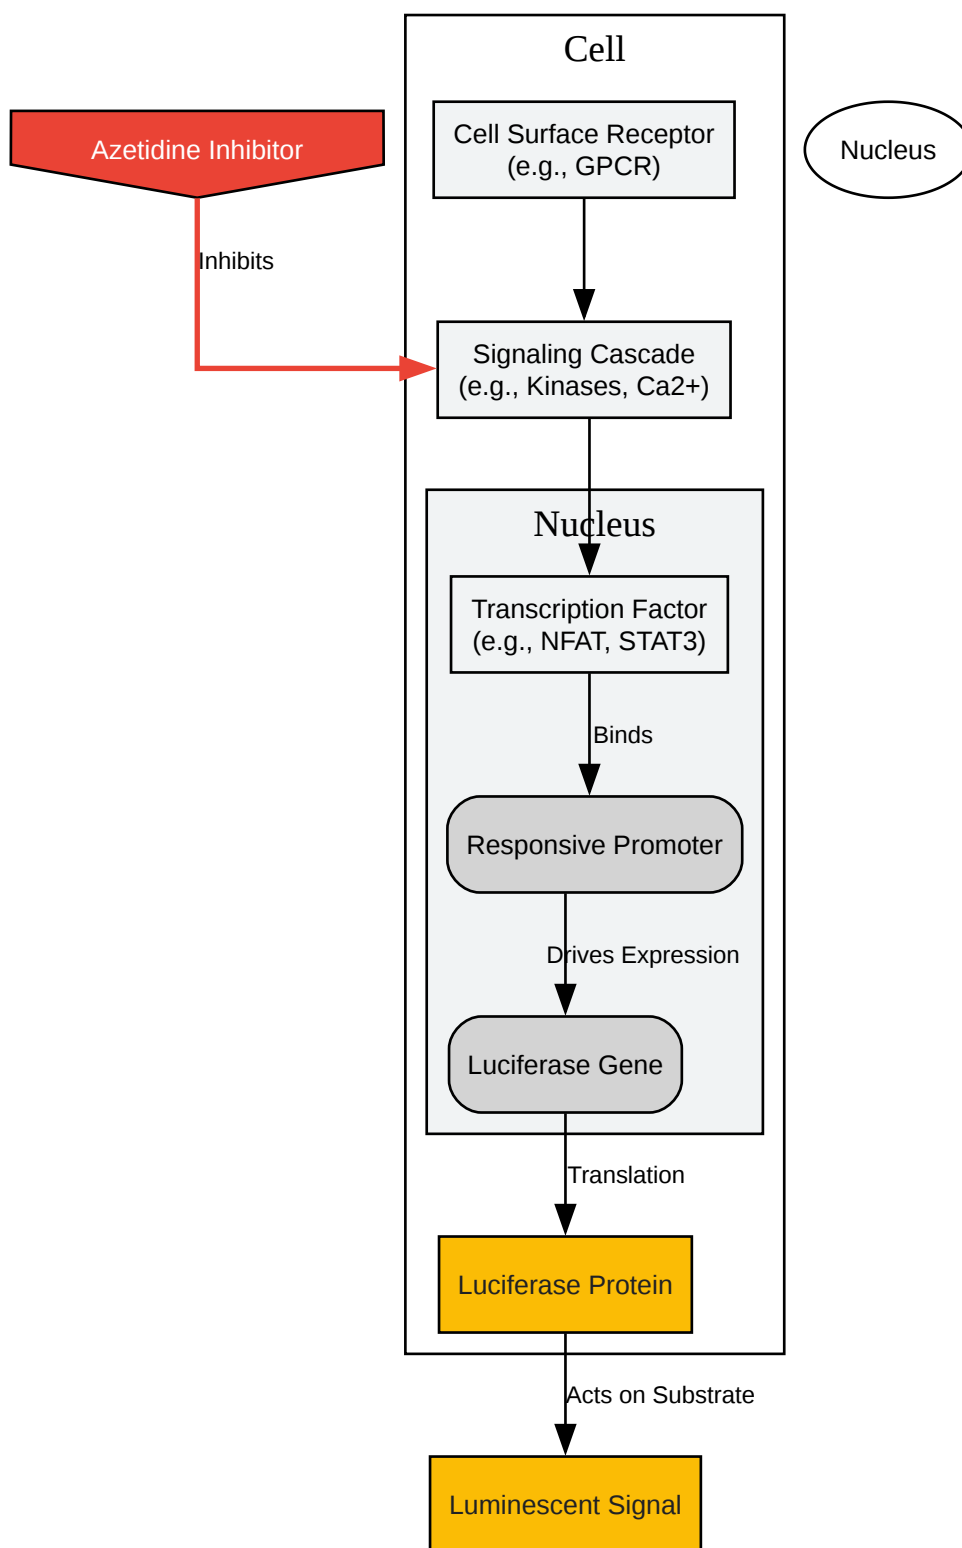 Cell
Azetidine Inhibitor
Cell Surface Receptor
(e.g., GPCR)
Nucleus
Inhibits
Signaling Cascade
(e.g., Kinases, Ca2+)
Nucleus
Transcription Factor
(e.g., NFAT, STAT3)
Binds
Responsive Promoter
Drives Expression
Luciferase Gene
Translation
Luciferase Protein
Acts on Substrate
Luminescent Signal